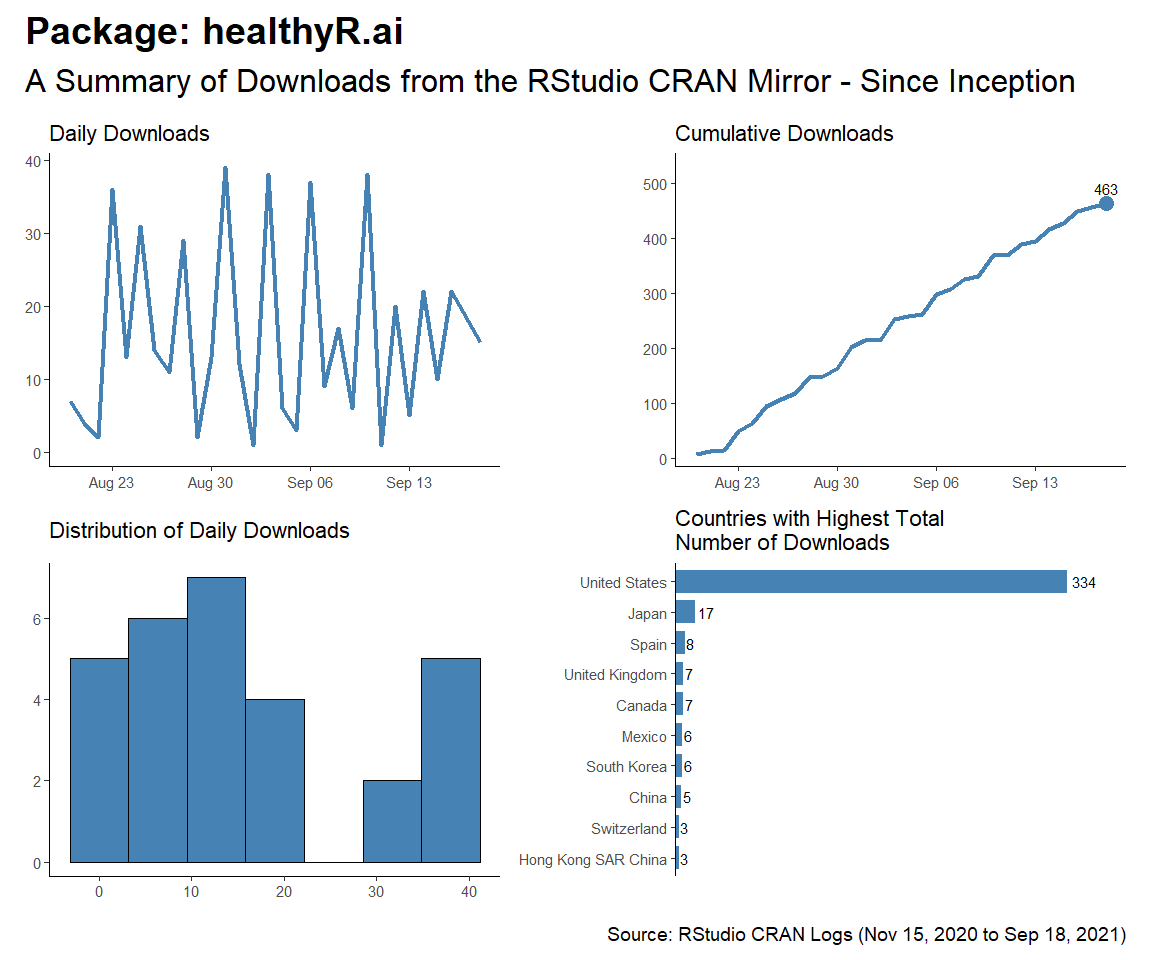 Package: healthyR.ai
A Summary of Downloads from the RStudio CRAN Mirror - Since Inception
Daily Downloads
40
30
20
10
0
Aug 23 Aug 30 Sep 06 Sep 13
Cumulative Downloads
463
500
400
300
200
100
0
Aug 23 Aug 30 Sep 06 Sep 13
Distribution of Daily Downloads
6
4
2
0
0 10 20 30 40
Countries with Highest Total
Number of Downloads
United States 334
Japan 17
Spain 8
United Kingdom 7
Canada 7
Mexico 6
South Korea 6
China 5
Switzerland 3
Hong Kong SAR China 3
Source: RStudio CRAN Logs (Nov 15, 2020 to Sep 18, 2021)